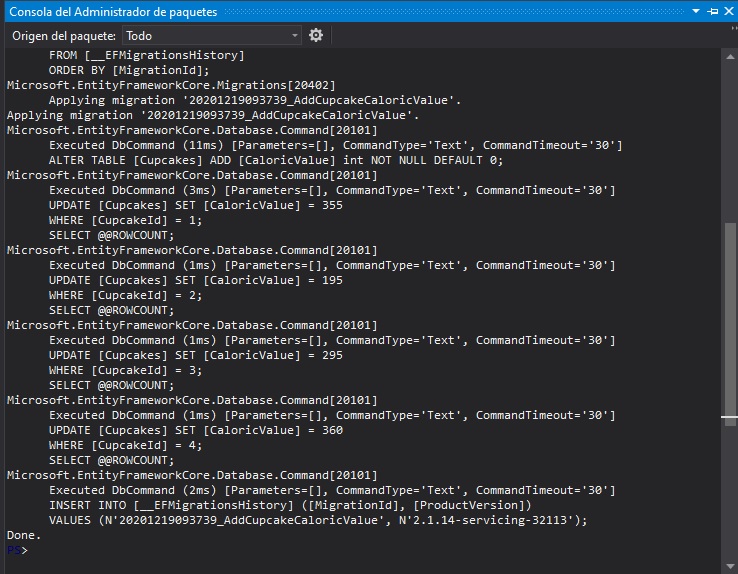 Consola del Administrador de paquetes
Origen del paquete: Todo
FROM [__EFMigrationsHistory]
ORDER BY [MigrationId];
Microsoft.EntityFrameworkCore.Migrations[20402]
Applying migration '20201219093739_AddCupcakeCaloricValue'.
Applying migration '20201219093739_AddCupcakeCaloricValue'.
Microsoft.EntityFrameworkCore.Database.Command[20101]
Executed DbCommand (11ms) [Parameters=[], CommandType='Text', CommandTimeout='30']
ALTER TABLE [Cupcakes] ADD [CaloricValue] int NOT NULL DEFAULT 0;
Microsoft.EntityFrameworkCore.Database.Command[20101]
Executed DbCommand (3ms) [Parameters=[], CommandType='Text', CommandTimeout='30']
UPDATE [Cupcakes] SET [CaloricValue] = 355
WHERE [CupcakeId] = 1;
SELECT @@ROWCOUNT;
Microsoft.EntityFrameworkCore.Database.Command[20101]
Executed DbCommand (1ms) [Parameters=[], CommandType='Text', CommandTimeout='30']
UPDATE [Cupcakes] SET [CaloricValue] = 195
WHERE [CupcakeId] = 2;
SELECT @@ROWCOUNT;
Microsoft.EntityFrameworkCore.Database.Command[20101]
Executed DbCommand (1ms) [Parameters=[], CommandType='Text', CommandTimeout='30']
UPDATE [Cupcakes] SET [CaloricValue] = 295
WHERE [CupcakeId] = 3;
SELECT @@ROWCOUNT;
Microsoft.EntityFrameworkCore.Database.Command[20101]
Executed DbCommand (1ms) [Parameters=[], CommandType='Text', CommandTimeout='30']
UPDATE [Cupcakes] SET [CaloricValue] = 360
WHERE [CupcakeId] = 4;
SELECT @@ROWCOUNT;
Microsoft.EntityFrameworkCore.Database.Command[20101]
Executed DbCommand (2ms) [Parameters=[], CommandType='Text', CommandTimeout='30']
INSERT INTO [__EFMigrationsHistory] ([MigrationId], [ProductVersion])
VALUES (N'20201219093739_AddCupcakeCaloricValue', N'2.1.14-servicing-32113');
Done.
PS>